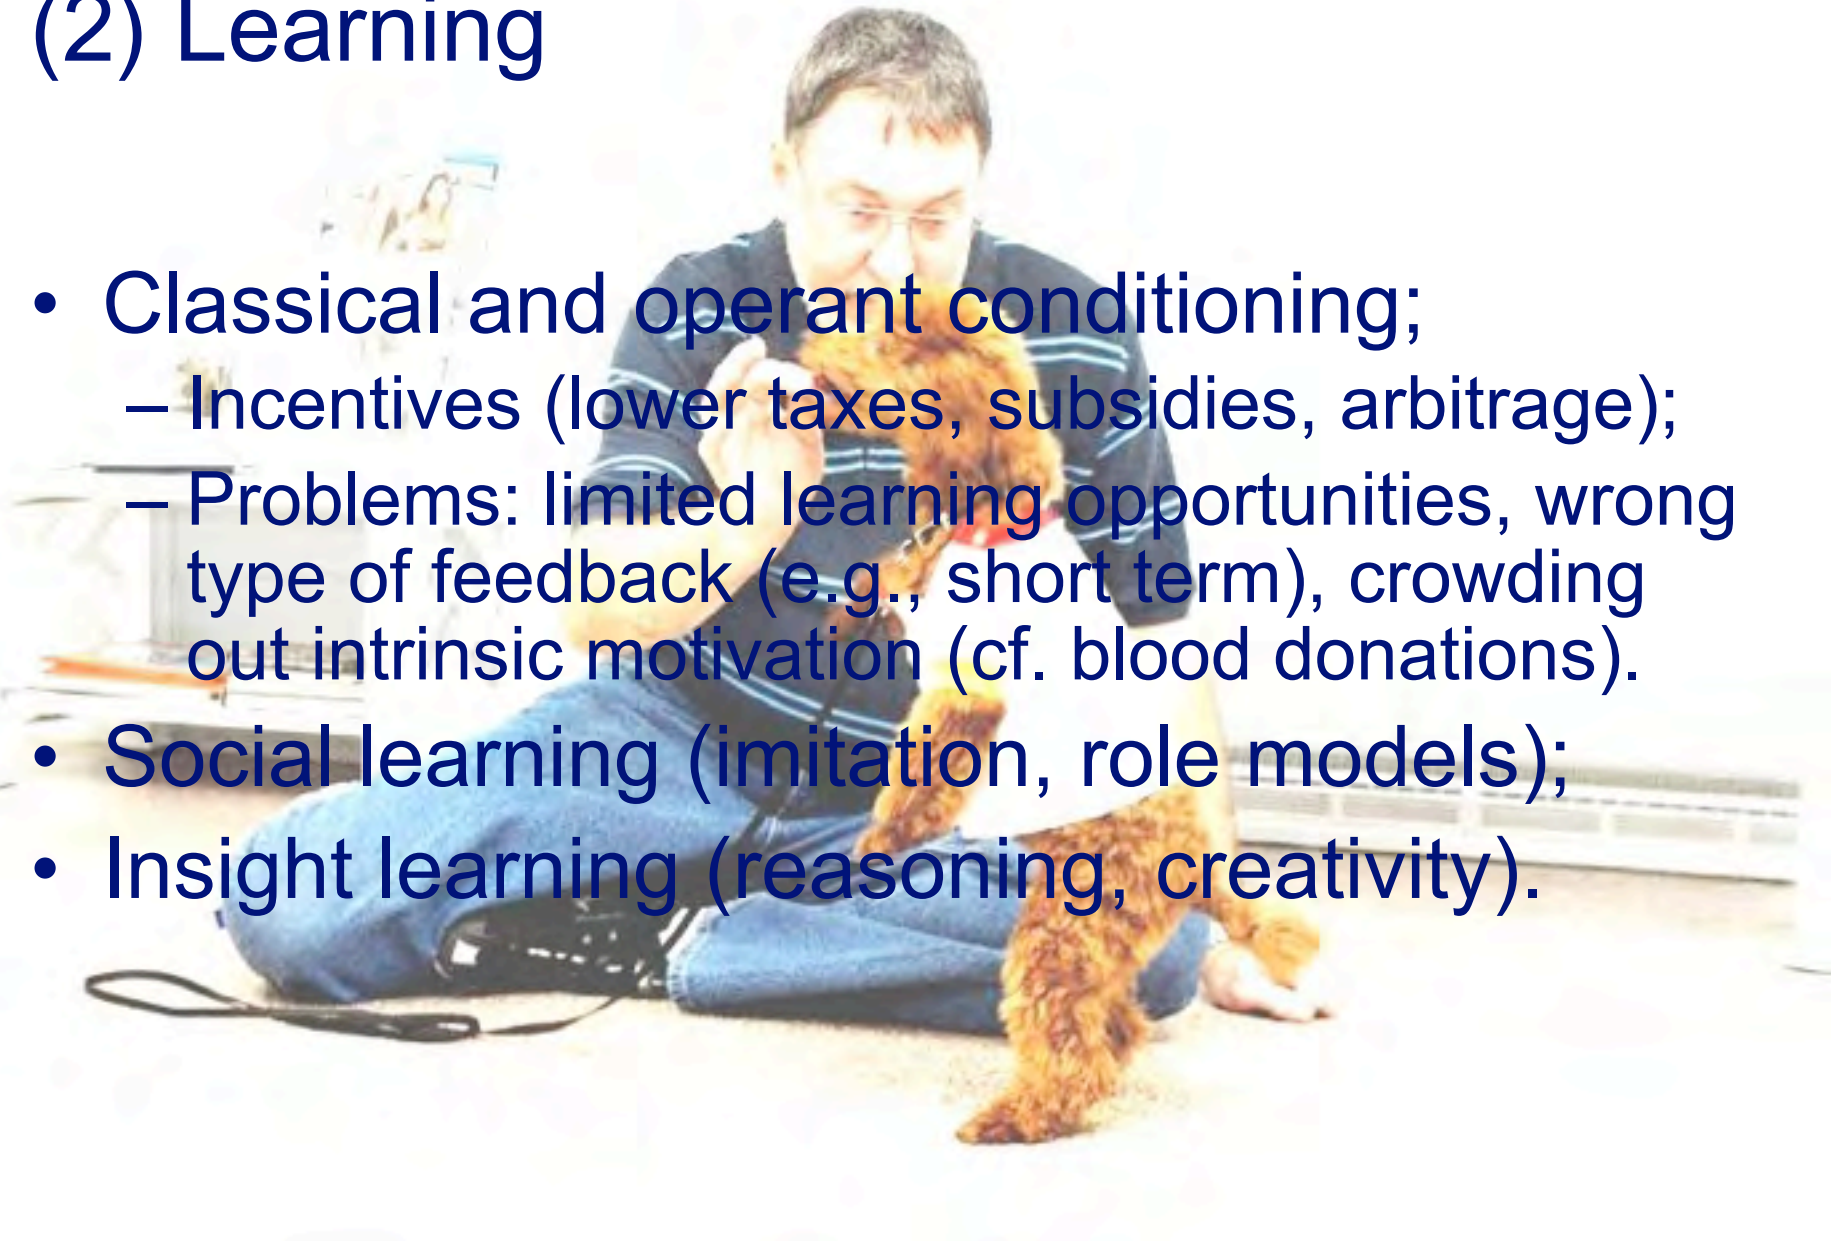 (2) Learning
• Classical and operant conditioning;
– Incentives (lower taxes, subsidies, arbitrage);
– Problems: limited learning opportunities, wrong
type of feedback (e.g., short term), crowding
out intrinsic motivation (cf. blood donations).
• Social learning (imitation, role models);
• Insight learning (reasoning, creativity).